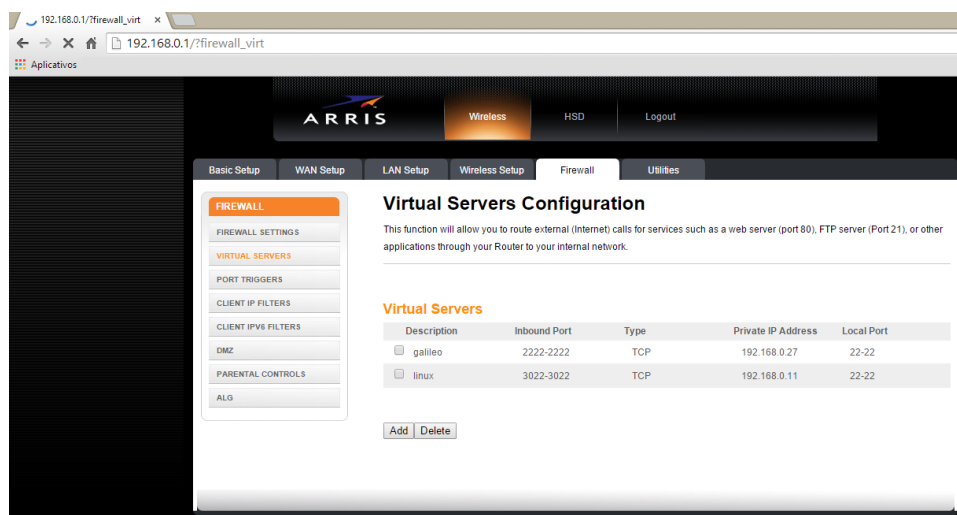 192.168.0.1/?firewall_virt
192.168.0.1/?firewall_virt
Aplicativos
ARRIS
Wireless HSD Logout
Basic Setup WAN Setup LAN Setup Wireless Setup Firewall Utilities
FIREWALL
FIREWALL SETTINGS
VIRTUAL SERVERS
PORT TRIGGERS
CLIENT IP FILTERS
CLIENT IPV6 FILTERS
DMZ
PARENTAL CONTROLS
ALG
Virtual Servers Configuration
This function will allow you to route external (Internet) calls for services such as a web server (port 80), FTP server (Port 21), or other
applications through your Router to your internal network.
Virtual Servers
Description Inbound Port Type Private IP Address Local Port
galileo 2222-2222 TCP 192.168.0.27 22-22
linux 3022-3022 TCP 192.168.0.11 22-22
Add Delete